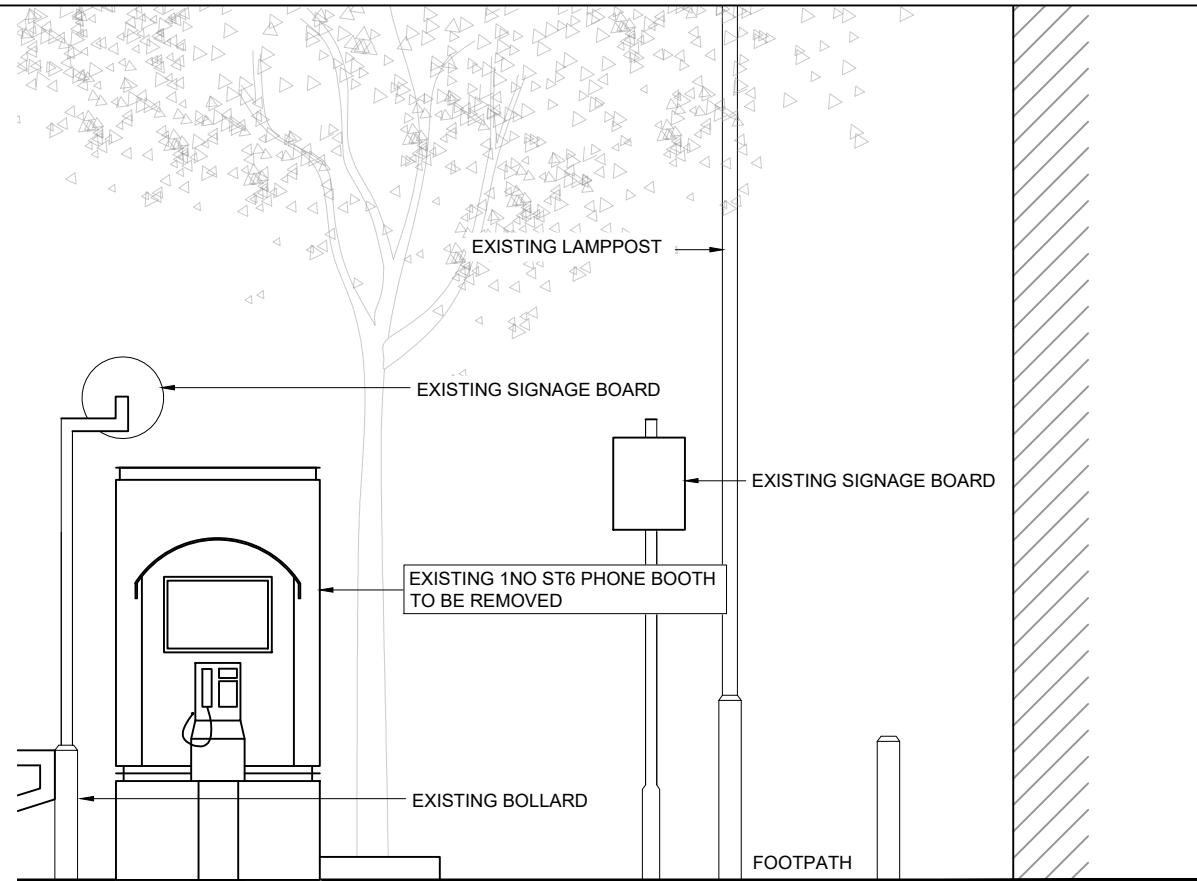 EXISTING LAMPPOST
EXISTING SIGNAGE BOARD
EXISTING SIGNAGE BOARD
EXISTING 1NO ST6 PHONE BOOTH
TO BE REMOVED
EXISTING BOLLARD
FOOTPATH